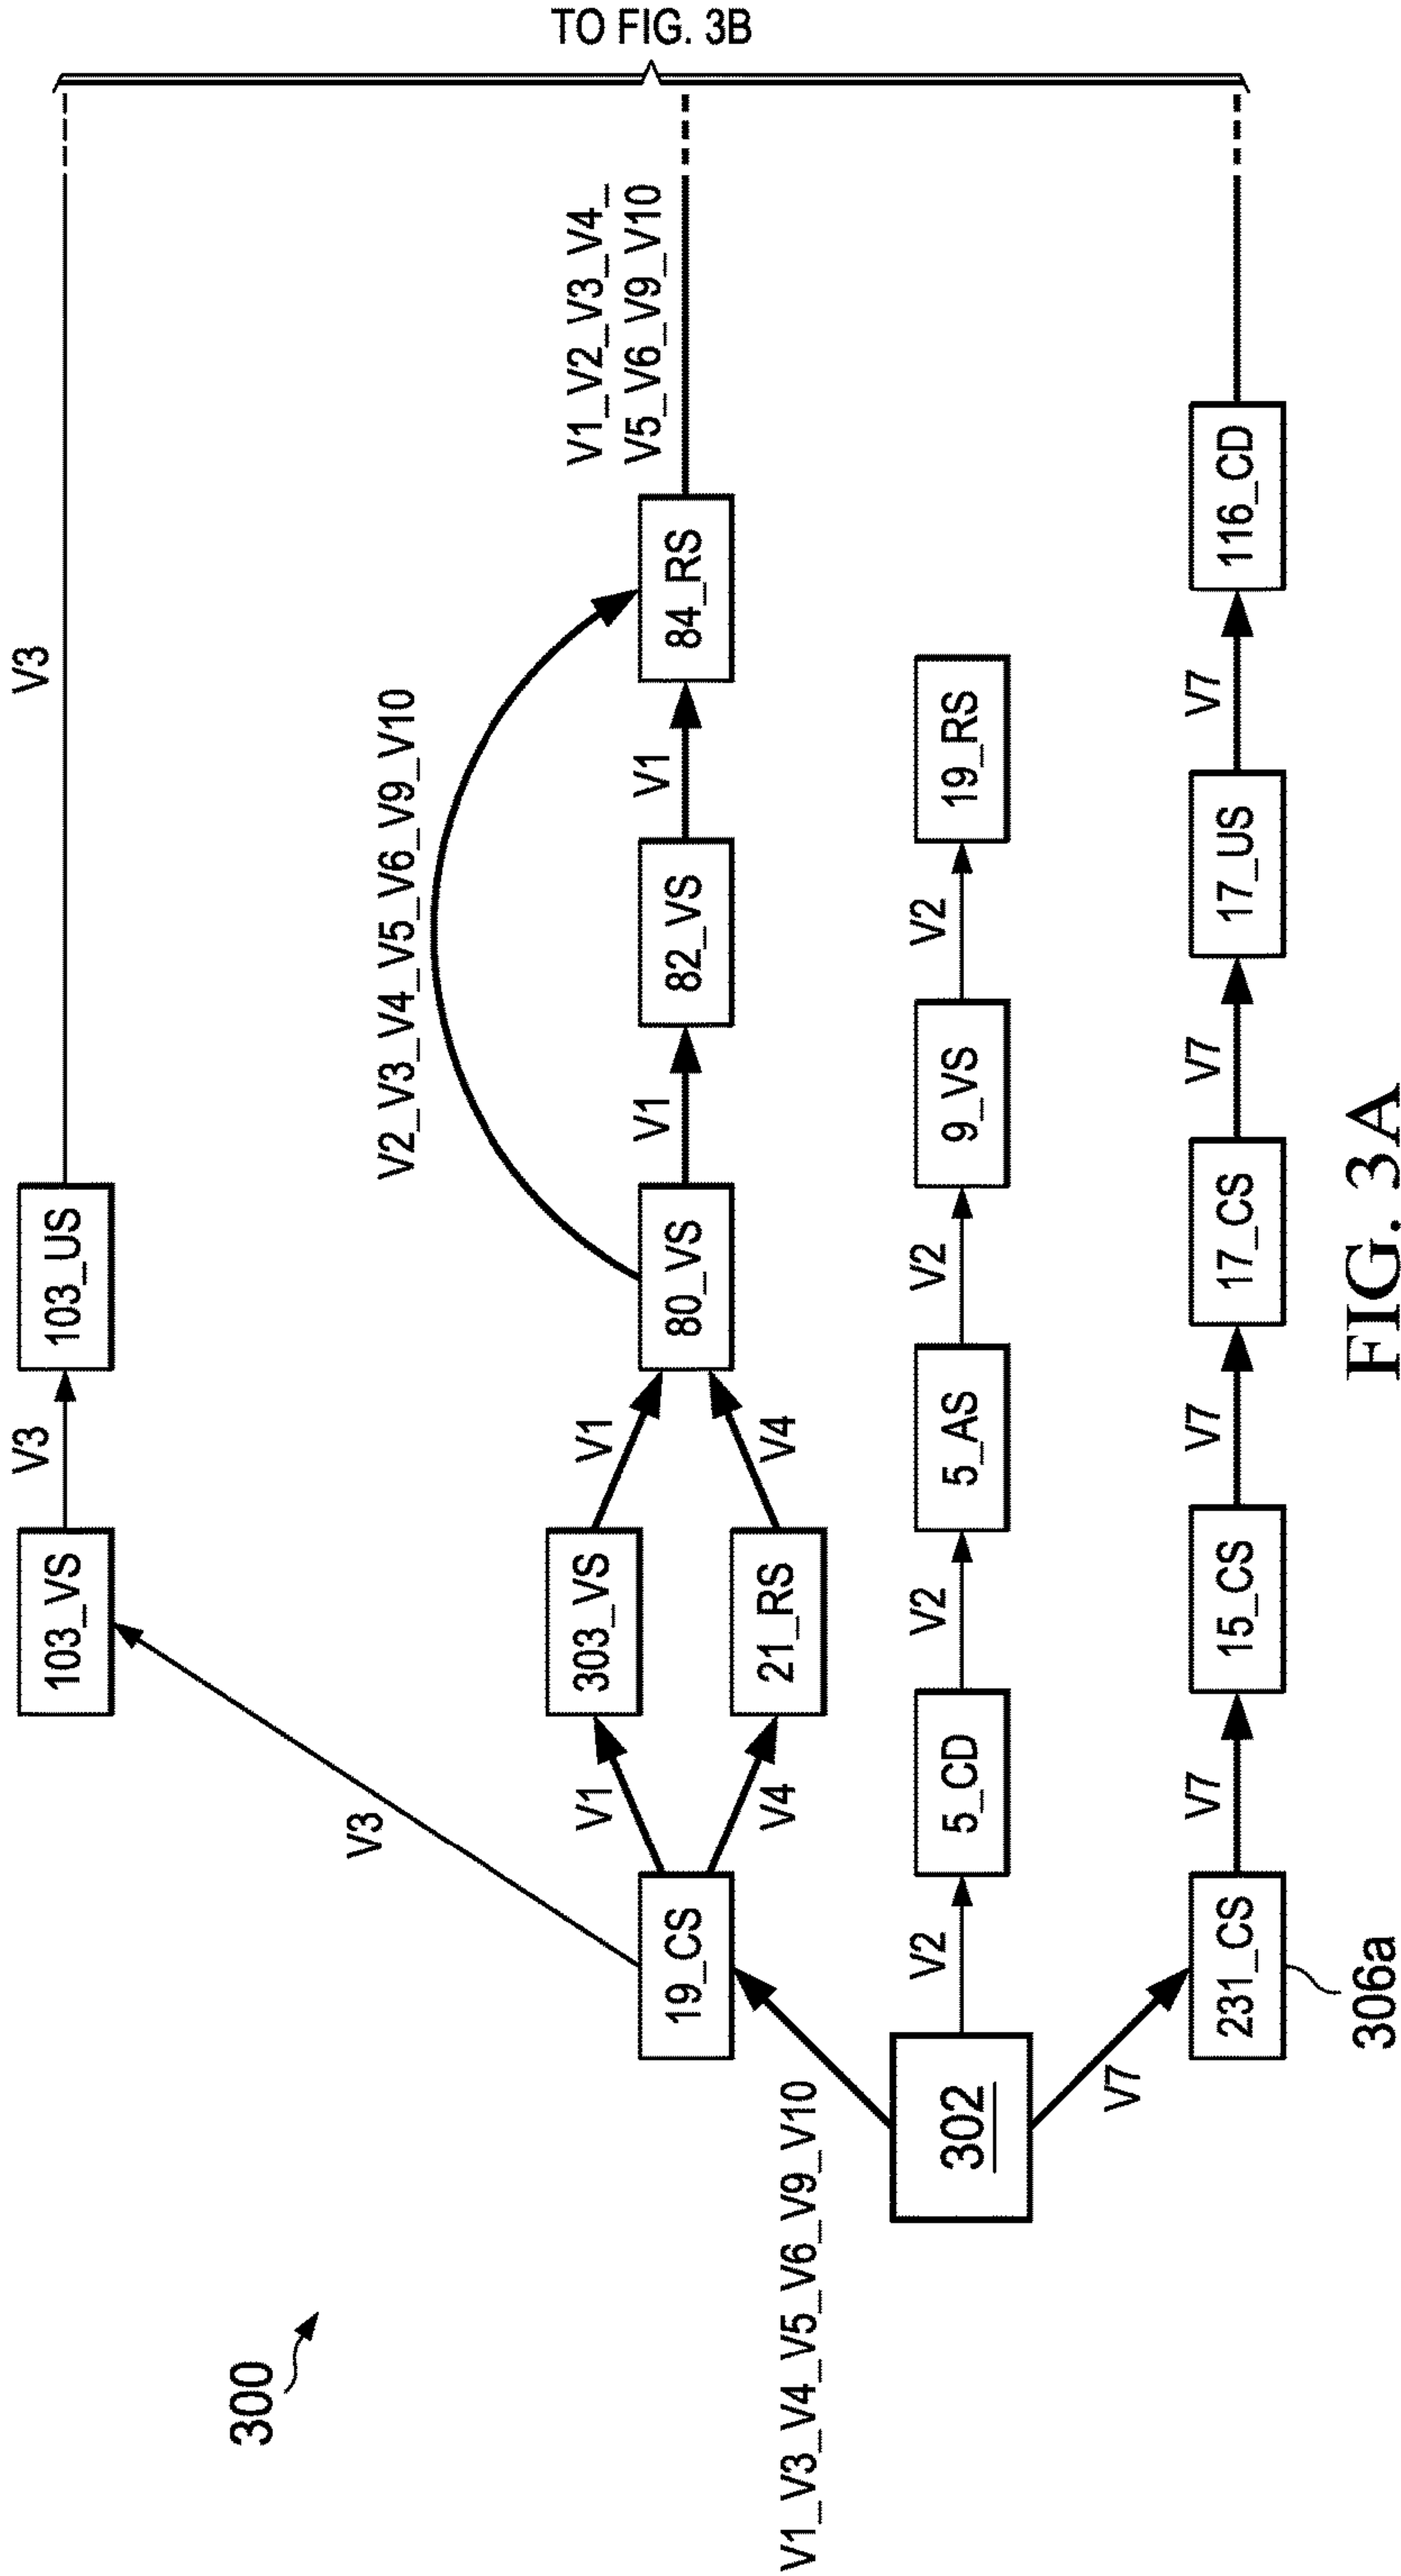 300
V3
V3
103_VS
103_US
V3
TO FIG. 3B
V2_V3_V4_V5_V6_V9_V10
V1_V2_V3_V4_
V5_V6_V9_V10
V1
303_VS
V1
19_CS
80_VS
V1
82_VS
V1
84_RS
V4
21_RS
V4
V1_V3_V4_V5_V6_V9_V10
302
V2
5_CD
V2
5_AS
V2
9_VS
V2
19_RS
V7
231_CS
V7
15_CS
V7
17_CS
V7
17_US
V7
116_CD
306a
FIG. 3A